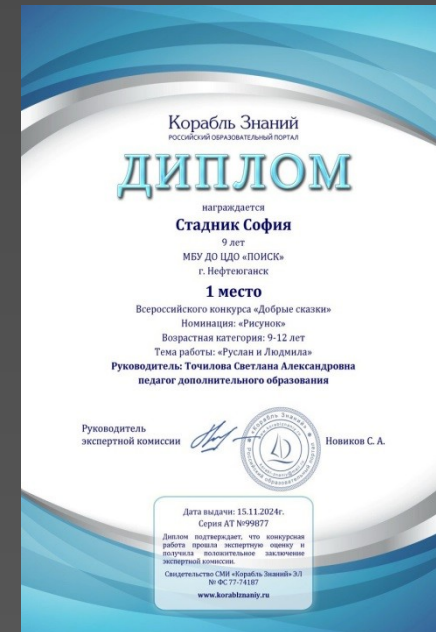 Корабль Знаний
РОССИЙСКИЙ ОБРАЗОВАТЕЛЬНЫЙ ПОРТАЛ
ДИПЛОМ
награждается
Стадник София
9 лет
МБУ ДО ЦДО «ПОИСК»
г. Нефтеюганск
1 место
Всероссийского конкурса «Добрые сказки»
Номинация: «Рисунок»
Возрастная категория: 9-12 лет
Тема работы: «Руслан и Людмила»
Руководитель: Точилова Светлана Александровна
педагог дополнительного образования
Руководитель
экспертной комиссии
Новиков С. А.
«Корабль Знаний»
Дата выдачи: 15.11.2024г.
Серия АТ №99877
Диплом подтверждает, что конкурсная
работа прошла экспертную оценку и
получила положительное заключение
экспертной комиссии.
Свидетельство СМИ «Корабль Знаний» ЭЛ
№ ФС 77-74187
www.korablznaniy.ru